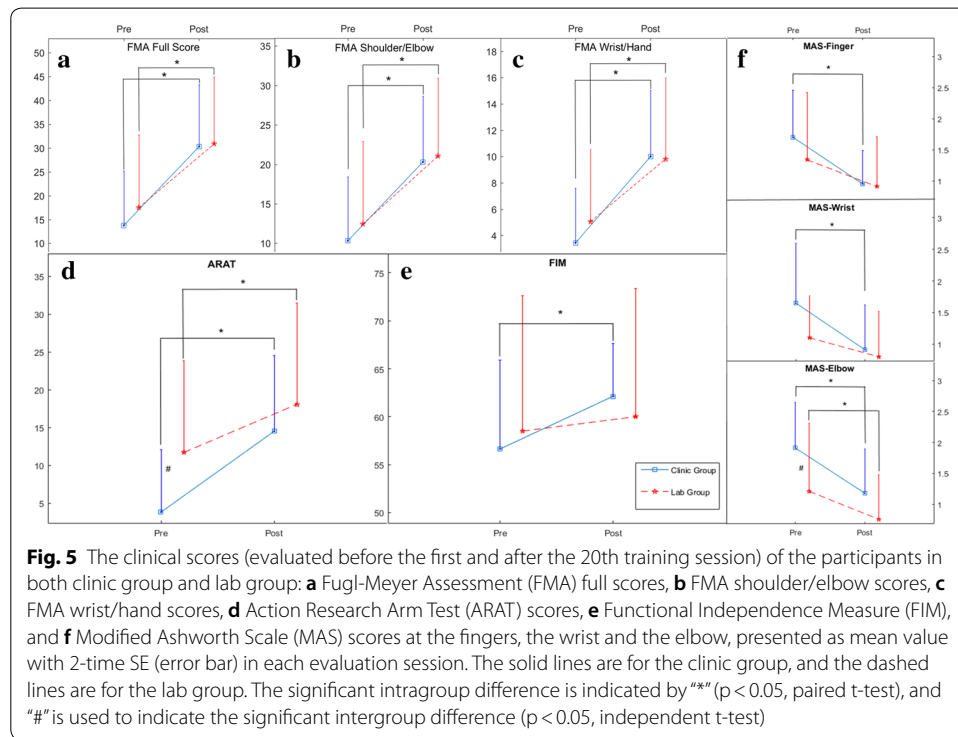 Pre Post
a FMA Full Score
50
45
40
35
30
25
20
15
10
* *
Pre Post
b FMA Shoulder/Elbow
35
30
25
20
15
10
* *
Pre Post
c FMA Wrist/Hand
18
16
14
12
10
8
6
4
* *
Pre Post
f MAS-Finger
3
2.5
2
1.5
1
*
MAS-Wrist
3
2.5
2
1.5
1
*
MAS-Elbow
3
2.5
2
1.5
1
* *
#
Pre Post
d ARAT
35
30
25
20
15
10
5
* *
#
Pre Post
e FIM
75
70
65
60
55
50
*
Clinic Group
Lab Group
Pre Post
Fig. 5 The clinical scores (evaluated before the first and after the 20th training session) of the participants in
both clinic group and lab group: a Fugl-Meyer Assessment (FMA) full scores, b FMA shoulder/elbow scores, c
FMA wrist/hand scores, d Action Research Arm Test (ARAT) scores, e Functional Independence Measure (FIM),
and f Modified Ashworth Scale (MAS) scores at the fingers, the wrist and the elbow, presented as mean value
with 2-time SE (error bar) in each evaluation session. The solid lines are for the clinic group, and the dashed
lines are for the lab group. The significant intragroup difference is indicated by “*” (p < 0.05, paired t-test), and
“#” is used to indicate the significant intergroup difference (p < 0.05, independent t-test)